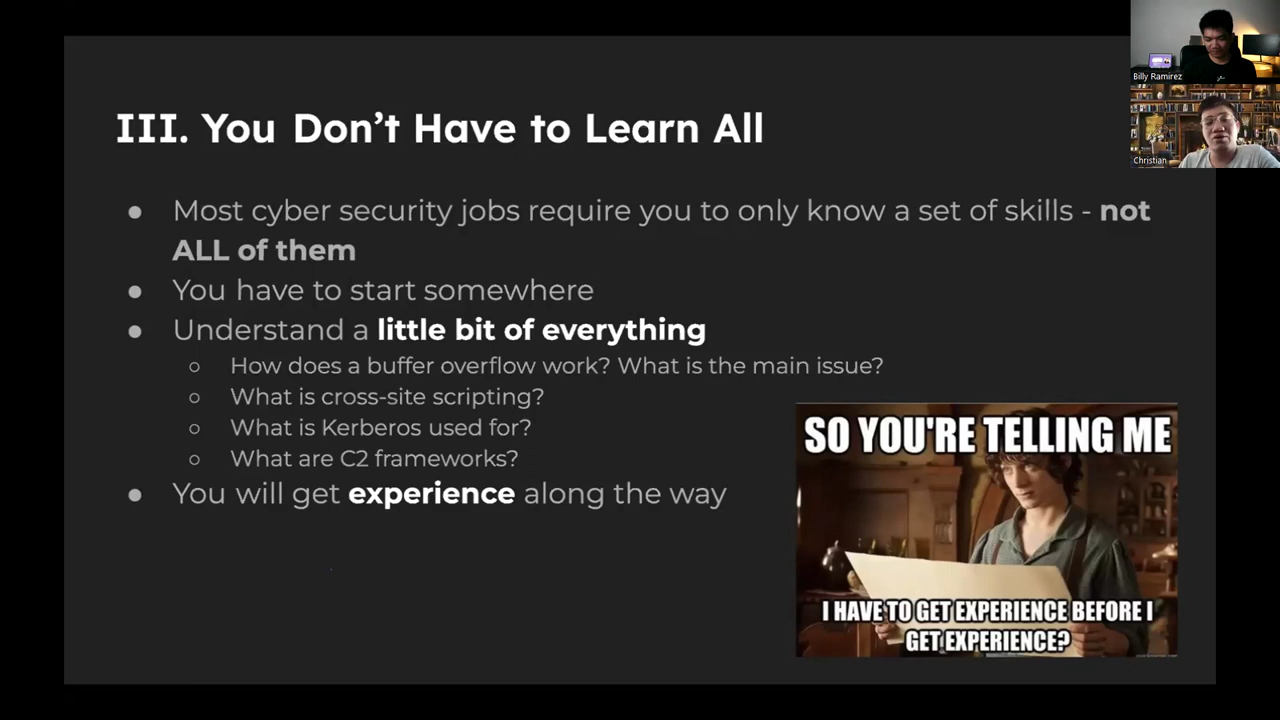 III. You Don't Have to Learn All
● Most cyber security jobs require you to only know a set of skills - not
ALL of them
● You have to start somewhere
● Understand a little bit of everything
○ How does a buffer overflow work? What is the main issue?
○ What is cross-site scripting?
○ What is Kerberos used for?
○ What are C2 frameworks?
● You will get experience along the way
SO YOU'RE TELLING ME
I HAVE TO GET EXPERIENCE BEFORE I
GET EXPERIENCE?
Billy Ramirez
Christian